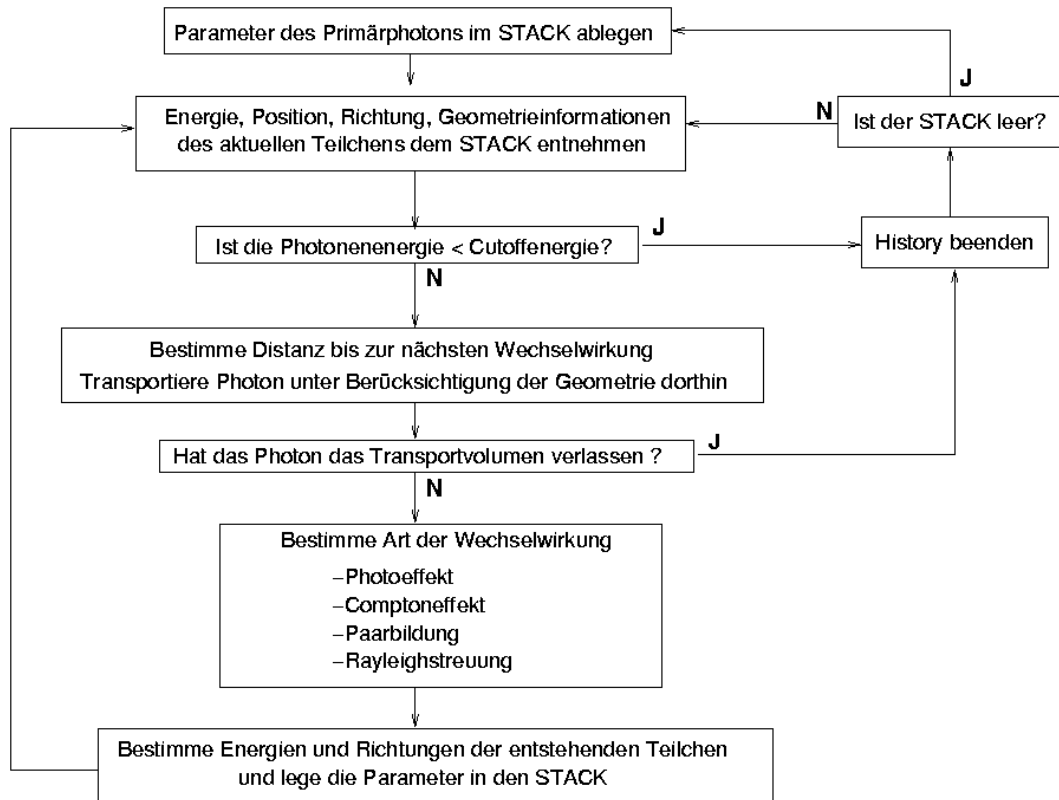 Parameter des Primärphotons im STACK ablegen
J
Energie, Position, Richtung, Geometrieinformationen
des aktuellen Teilchens dem STACK entnehmen
N
Ist der STACK leer?
Ist die Photonenenergie < Cutoffenergie?
J
History beenden
N
Bestimme Distanz bis zur nächsten Wechselwirkung
Transportiere Photon unter Berücksichtigung der Geometrie dorthin
Hat das Photon das Transportvolumen verlassen ?
J
N
Bestimme Art der Wechselwirkung
–Photoeffekt
–Comptoneffekt
–Paarbildung
–Rayleighstreuung
Bestimme Energien und Richtungen der entstehenden Teilchen
und lege die Parameter in den STACK